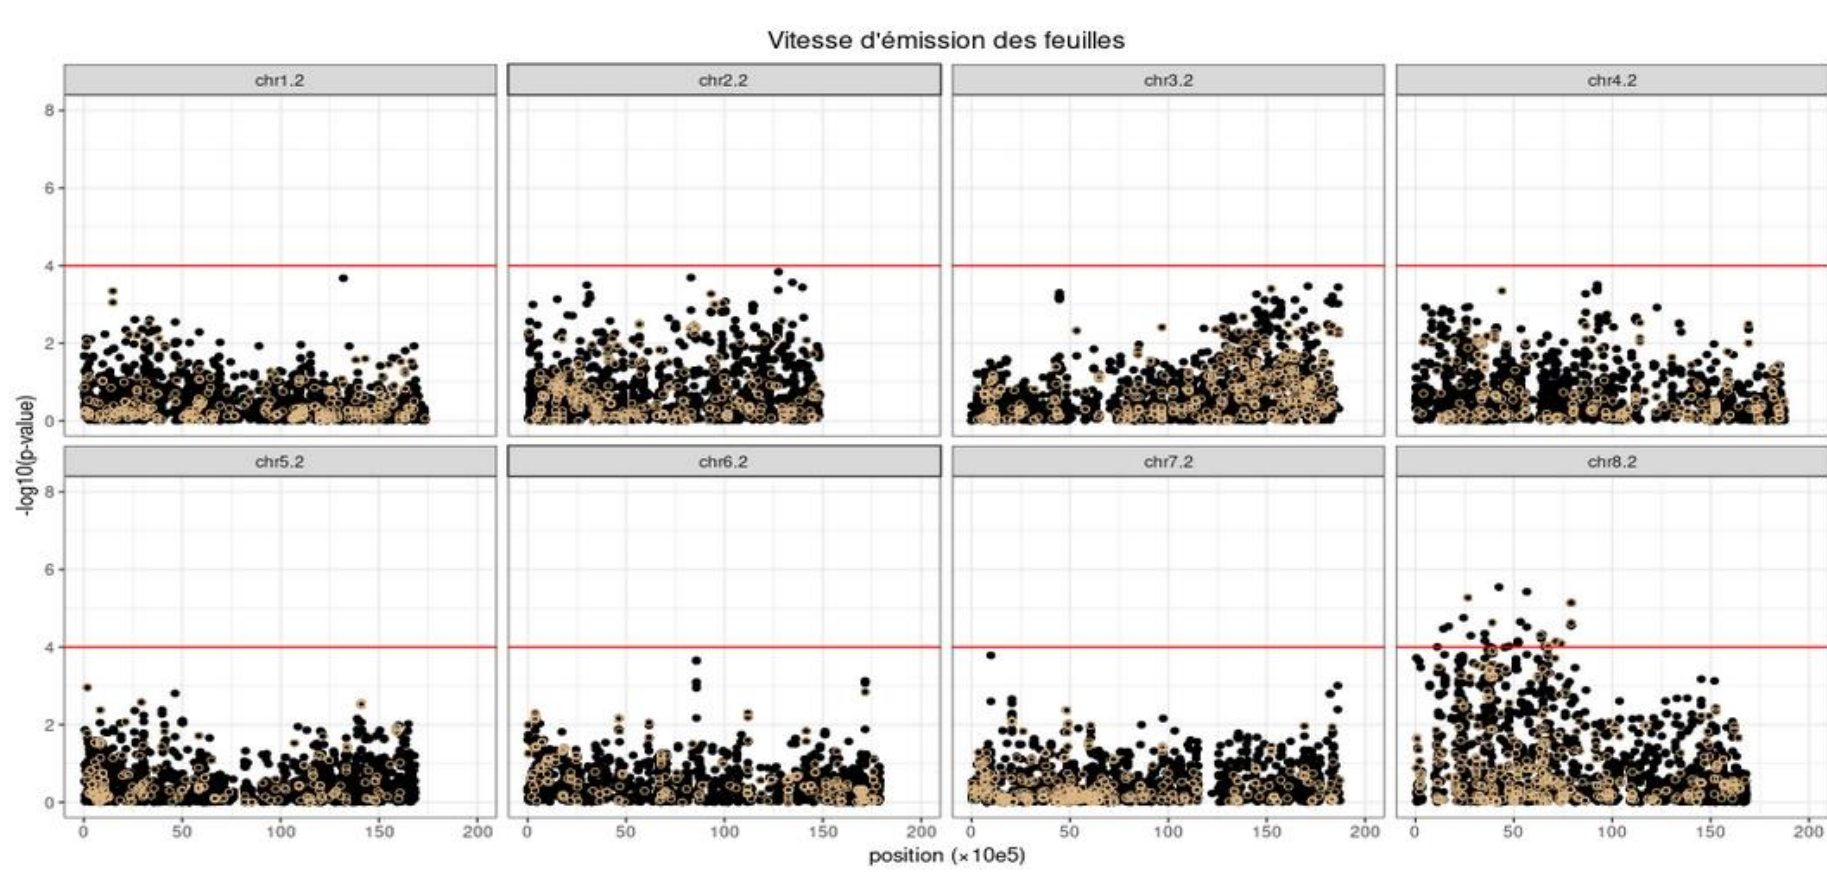 Vitesse d'émission des feuilles
chr1.2 chr2.2 chr3.2 chr4.2
8
6
4
2
0
-log10(p-value)
chr5.2 chr6.2 chr7.2 chr8.2
8
6
4
2
0
0 50 100 150 200 0 50 100 150 200 0 50 100 150 200 0 50 100 150 200
position (×10e5)